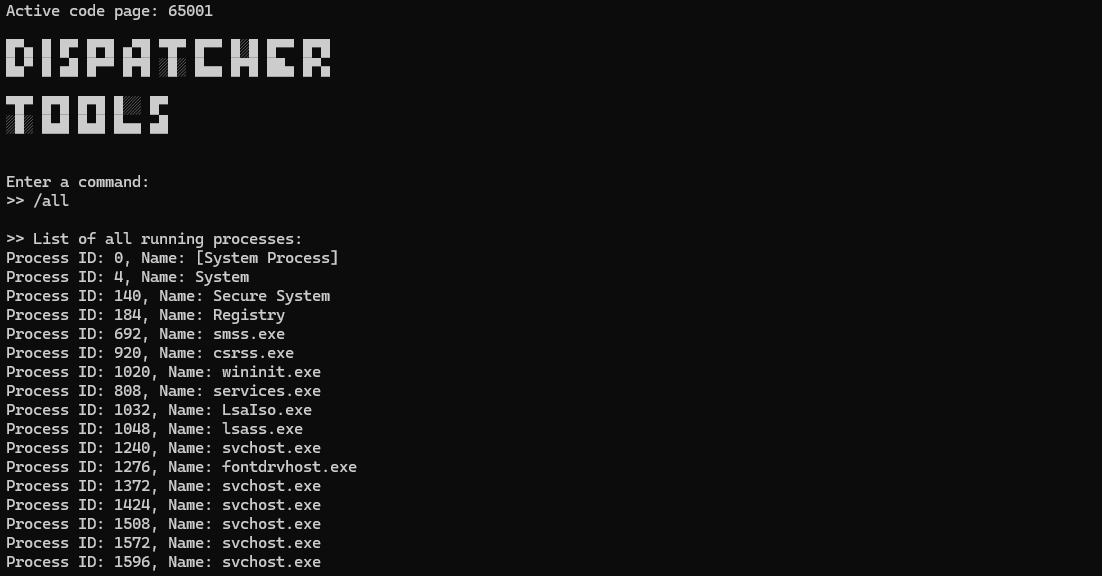 Active code page: 65001
DISPATCHER
TOOLS
Enter a command:
>> /all
>> List of all running processes:
Process ID: 0, Name: [System Process]
Process ID: 4, Name: System
Process ID: 140, Name: Secure System
Process ID: 184, Name: Registry
Process ID: 692, Name: smss.exe
Process ID: 920, Name: csrss.exe
Process ID: 1020, Name: wininit.exe
Process ID: 808, Name: services.exe
Process ID: 1032, Name: LsaIso.exe
Process ID: 1048, Name: lsass.exe
Process ID: 1240, Name: svchost.exe
Process ID: 1276, Name: fontdrvhost.exe
Process ID: 1372, Name: svchost.exe
Process ID: 1424, Name: svchost.exe
Process ID: 1508, Name: svchost.exe
Process ID: 1572, Name: svchost.exe
Process ID: 1596, Name: svchost.exe